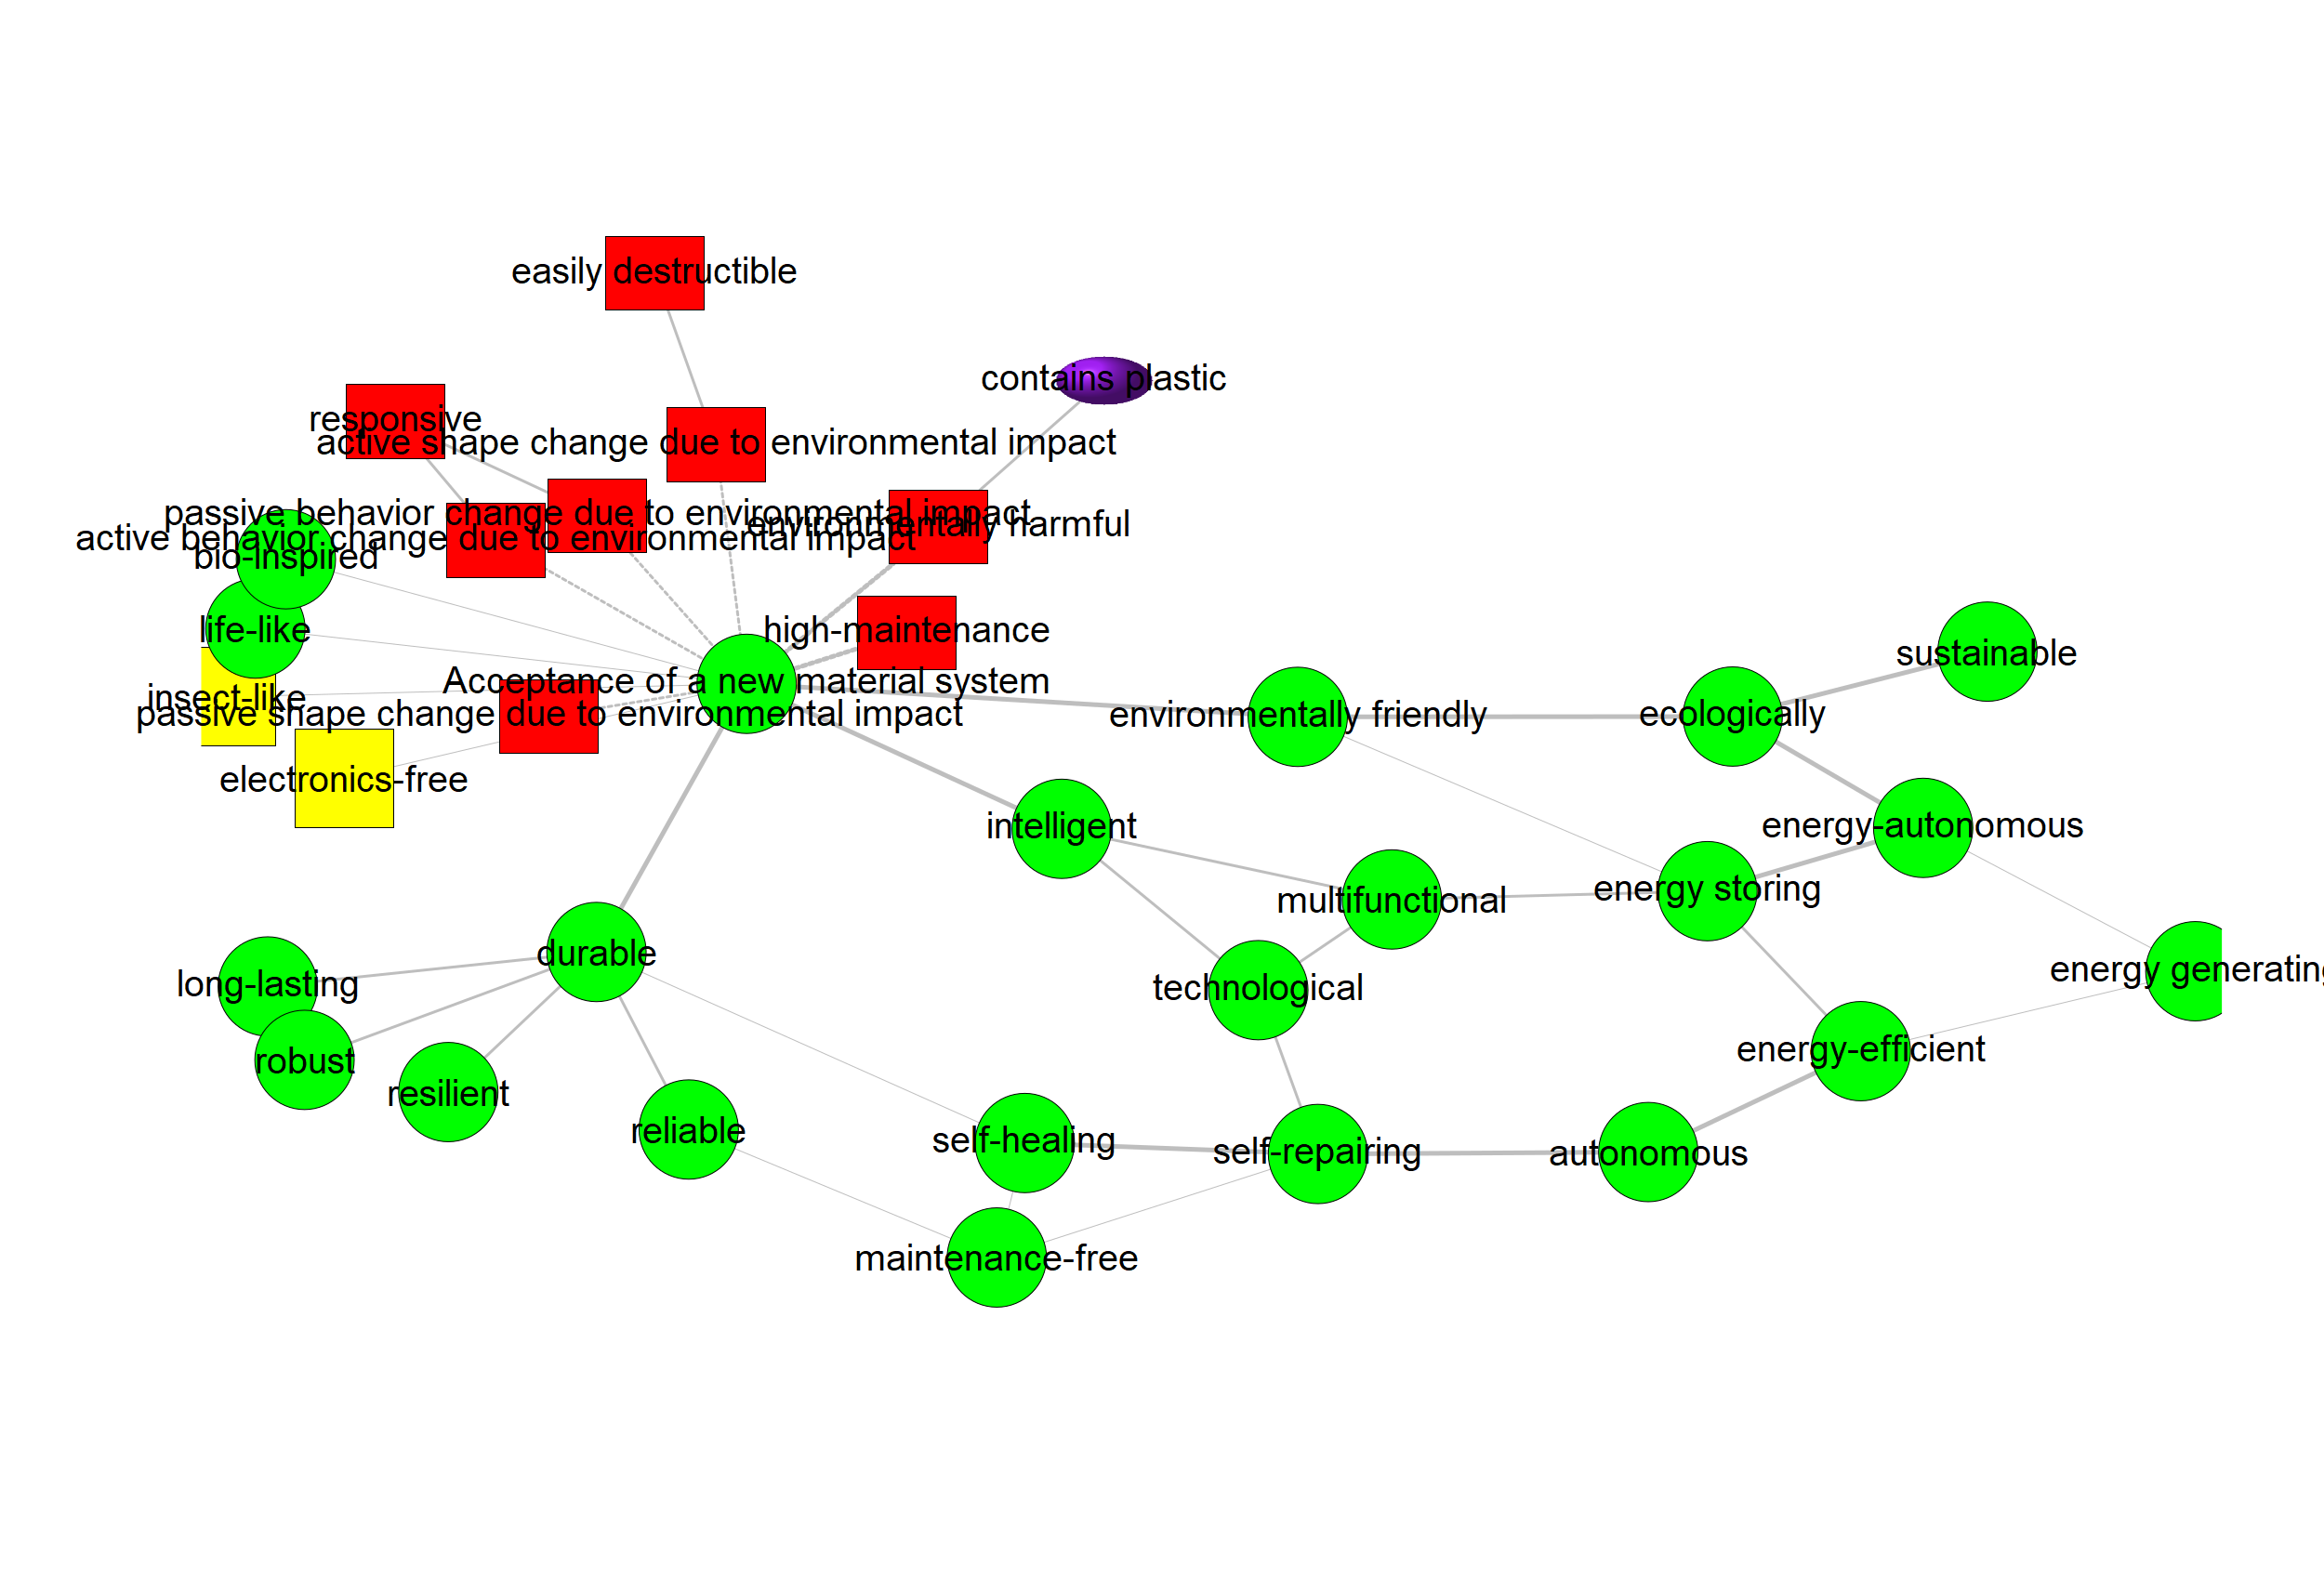 easily destructible
contains plastic
responsive
active shape change due to environmental impact
passive behavior change due to environmental impact
environmentally harmful
active behavior change due to environmental impact
bio-inspired
life-like
high-maintenance
sustainable
Acceptance of a new material system
insect-like
passive shape change due to environmental impact
environmentally friendly
ecologically
electronics-free
intelligent
energy-autonomous
energy storing
multifunctional
durable
energy generating
long-lasting
technological
energy-efficient
robust
resilient
reliable
self-healing
self-repairing
autonomous
maintenance-free